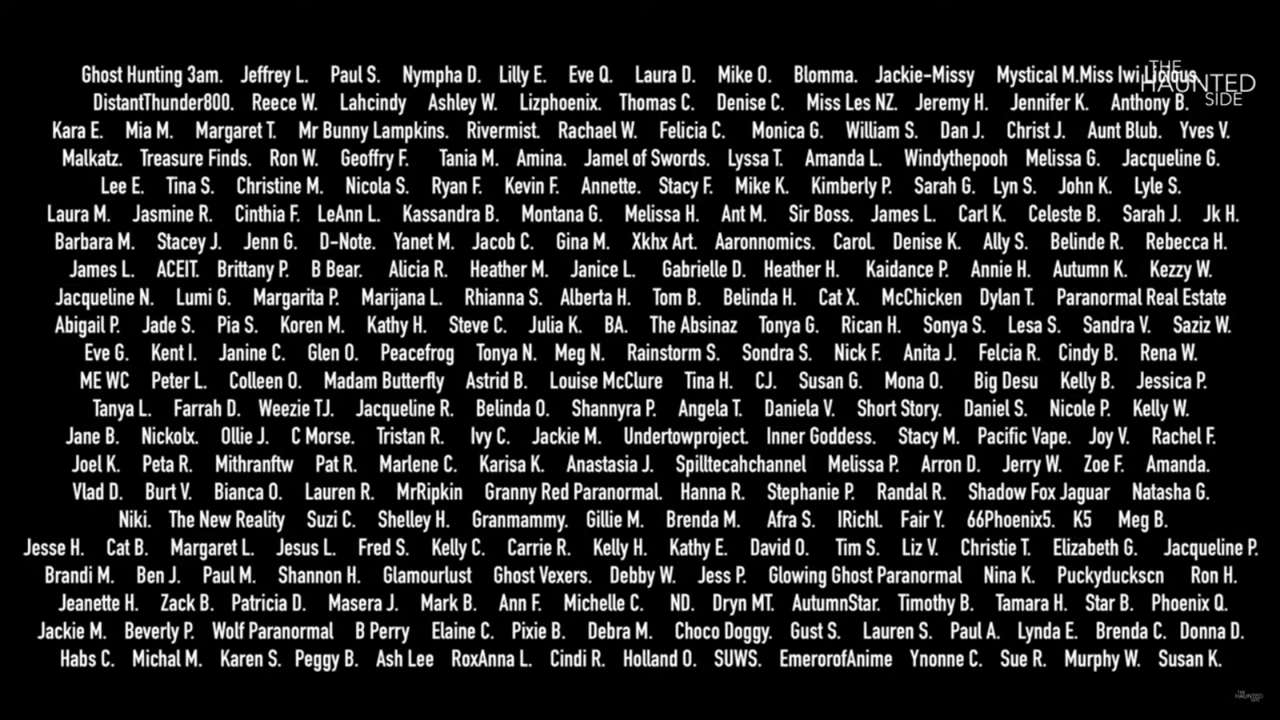 Ghost Hunting 3am. Jeffrey L. Paul S. Nympha D. Lilly E. Eve Q. Laura D. Mike O. Blomma. Jackie-Missy Mystical M.Miss Iwi
THE
HAUNTED
SIDE
DistantThunder800. Reece W. Lahcindy Ashley W. Lizphoenix. Thomas C. Denise C. Miss Les NZ. Jeremy H. Jennifer K. Anthony B.
Kara E. Mia M. Margaret T. Mr Bunny Lampkins. Rivermist. Rachael W. Felicia C. Monica G. William S. Dan J. Christ J. Aunt Blub. Yves V.
Malkatz. Treasure Finds. Ron W. Geoffry F. Tania M. Amina. Jamel of Swords. Lyssa T. Amanda L. Windythepooh Melissa G. Jacqueline G.
Lee E. Tina S. Christine M. Nicola S. Ryan F. Kevin F. Annette. Stacy F. Mike K. Kimberly P. Sarah G. Lyn S. John K. Lyle S.
Laura M. Jasmine R. Cinthia F. LeAnn L. Kassandra B. Montana G. Melissa H. Ant M. Sir Boss. James L. Carl K. Celeste B. Sarah J. Jk H.
Barbara M. Stacey J. Jenn G. D-Note. Yanet M. Jacob C. Gina M. Xkhx Art. Aaronnomics. Carol. Denise K. Ally S. Belinde R. Rebecca H.
James L. ACEIT. Brittany P. B Bear. Alicia R. Heather M. Janice L. Gabrielle D. Heather H. Kaidance P. Annie H. Autumn K. Kezzy W.
Jacqueline N. Lumi G. Margarita P. Marijana L. Rhianna S. Alberta H. Tom B. Belinda H. Cat X. McChicken Dylan T. Paranormal Real Estate
Abigail P. Jade S. Pia S. Koren M. Kathy H. Steve C. Julia K. BA. The Absinaz Tonya G. Rican H. Sonya S. Lesa S. Sandra V. Saziz W.
Eve G. Kent I. Janine C. Glen O. Peacefrog Tonya N. Meg N. Rainstorm S. Sondra S. Nick F. Anita J. Felcia R. Cindy B. Rena W.
ME WC Peter L. Colleen O. Madam Butterfly Astrid B. Louise McClure Tina H. CJ. Susan G. Mona O. Big Desu Kelly B. Jessica P.
Tanya L. Farrah D. Weezie TJ. Jacqueline R. Belinda O. Shannyra P. Angela T. Daniela V. Short Story. Daniel S. Nicole P. Kelly W.
Jane B. Nickolx. Ollie J. C Morse. Tristan R. Ivy C. Jackie M. Undertowproject. Inner Goddess. Stacy M. Pacific Vape. Joy V. Rachel F.
Joel K. Peta R. Mithranftw Pat R. Marlene C. Karisa K. Anastasia J. Spilltecahchannel Melissa P. Arron D. Jerry W. Zoe F. Amanda.
Vlad D. Burt V. Bianca O. Lauren R. MrRipkin Granny Red Paranormal. Hanna R. Stephanie P. Randal R. Shadow Fox Jaguar Natasha G.
Niki. The New Reality Suzi C. Shelley H. Granmammy. Gillie M. Brenda M. Afra S. IRichl. Fair Y. 66Phoenix5. K5 Meg B.
Jesse H. Cat B. Margaret L. Jesus L. Fred S. Kelly C. Carrie R. Kelly H. Kathy E. David O. Tim S. Liz V. Christie T. Elizabeth G. Jacqueline P.
Brandi M. Ben J. Paul M. Shannon H. Glamourlust Ghost Vexers. Debby W. Jess P. Glowing Ghost Paranormal Nina K. Puckyduckscn Ron H.
Jeanette H. Zack B. Patricia D. Masera J. Mark B. Ann F. Michelle C. ND. Dryn MT. AutumnStar. Timothy B. Tamara H. Star B. Phoenix Q.
Jackie M. Beverly P. Wolf Paranormal B Perry Elaine C. Pixie B. Debra M. Choco Doggy. Gust S. Lauren S. Paul A. Lynda E. Brenda C. Donna D.
Habs C. Michal M. Karen S. Peggy B. Ash Lee RoxAnna L. Cindi R. Holland O. SUWS. EmerorofAnime Ynonne C. Sue R. Murphy W. Susan K.
THE
HAUNTED
SIDE